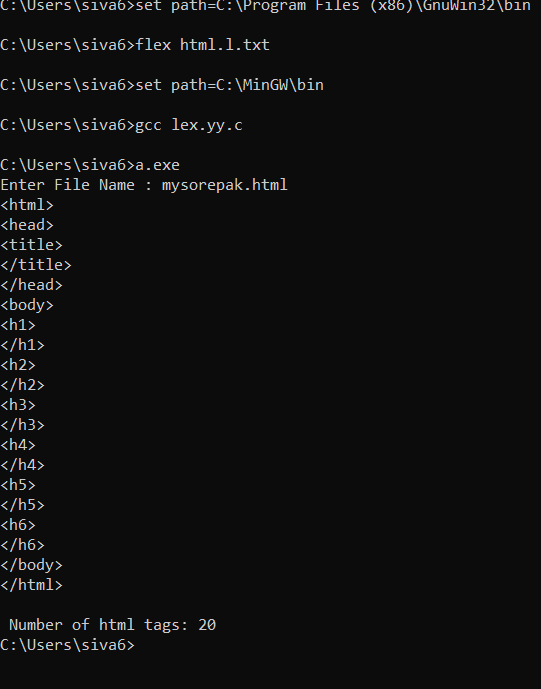 C:\Users\siva6>set path=C:\Program Files (x86)\GnuWin32\bin
C:\Users\siva6>flex html.l.txt
C:\Users\siva6>set path=C:\MinGW\bin
C:\Users\siva6>gcc lex.yy.c
C:\Users\siva6>a.exe
Enter File Name : mysorepak.html
<html>
<head>
<title>
</title>
</head>
<body>
<h1>
</h1>
<h2>
</h2>
<h3>
</h3>
<h4>
</h4>
<h5>
</h5>
<h6>
</h6>
</body>
</html>
Number of html tags: 20
C:\Users\siva6>